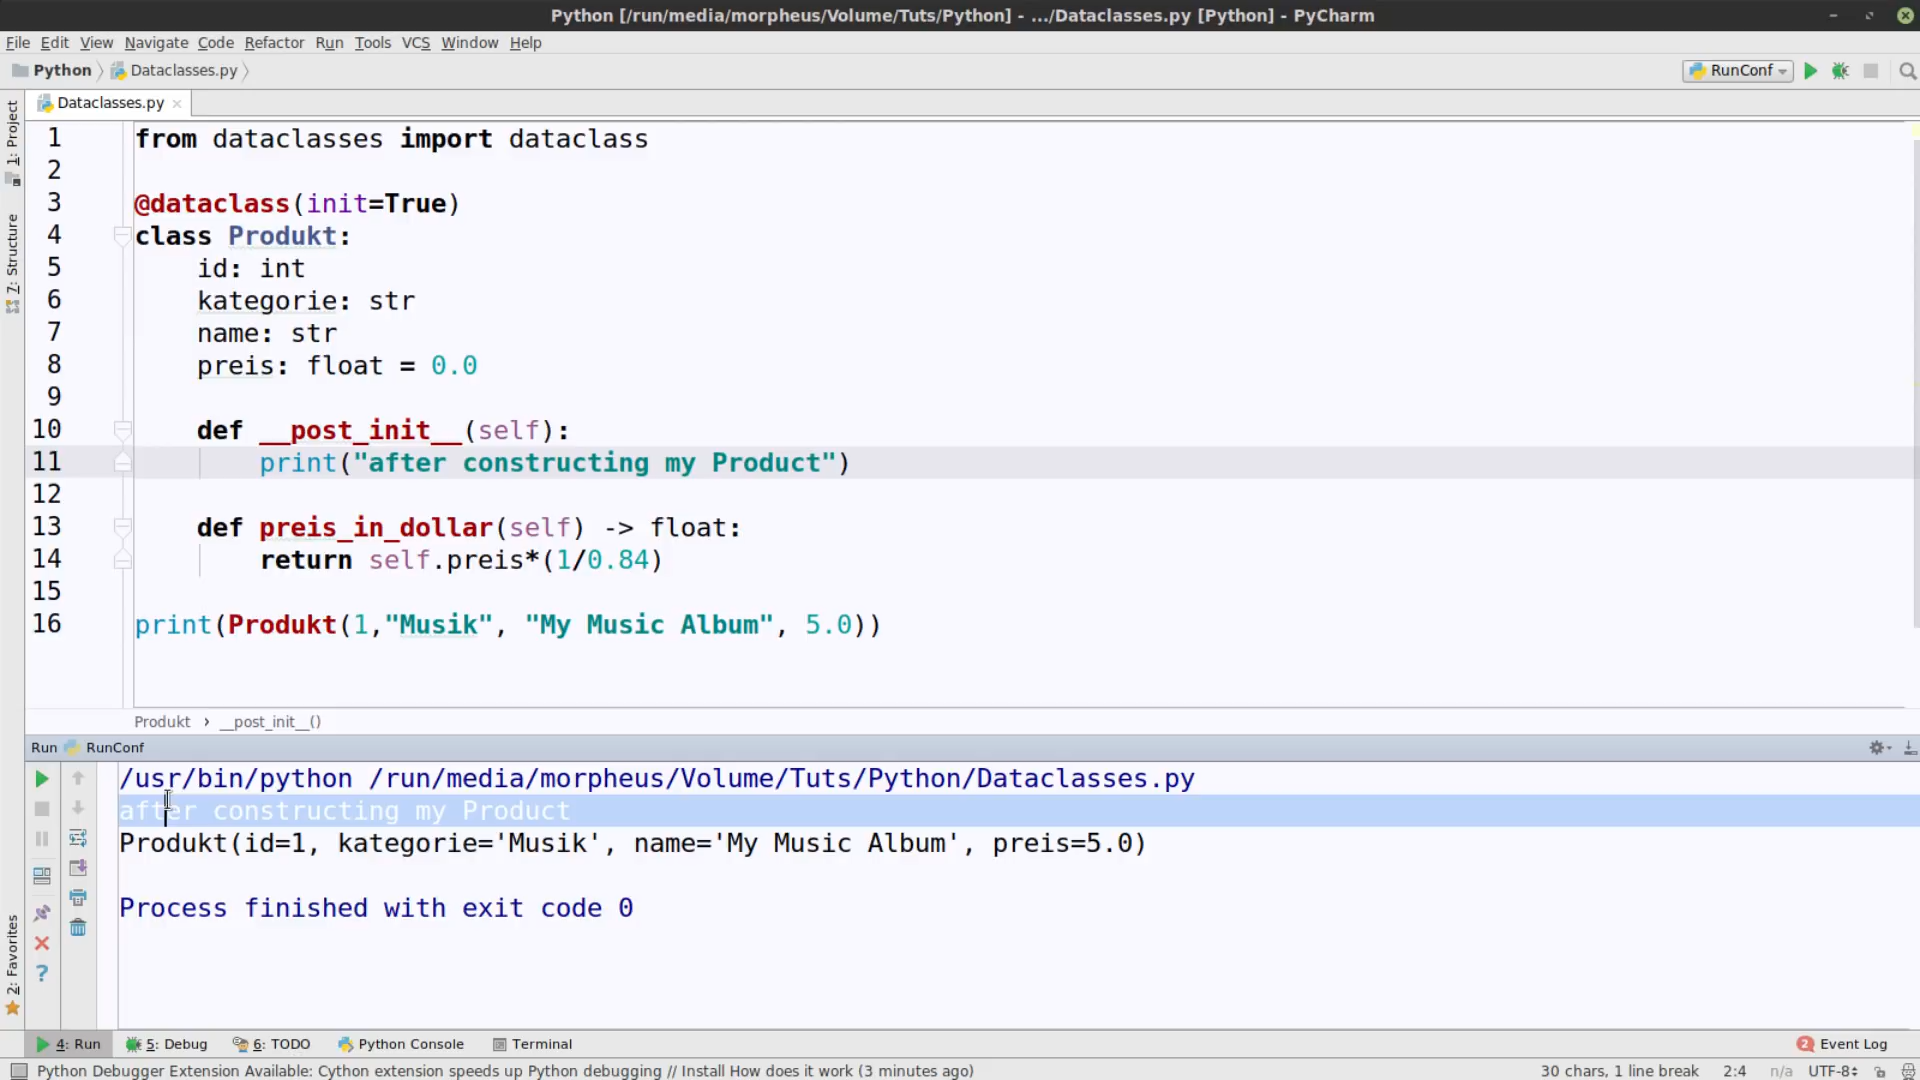 Python [/run/media/morpheus/Volume/Tuts/Python] - .../Dataclasses.py [Python] - PyCharm
File Edit View Navigate Code Refactor Run Tools VCS Window Help
Python Dataclasses.py RunConf
Dataclasses.py
1: Project
7: Structure
2: Favorites
1 from dataclasses import dataclass
2
3 @dataclass(init=True)
4 class Produkt:
5     id: int
6     kategorie: str
7     name: str
8     preis: float = 0.0
9
10     def __post_init__(self):
11         print("after constructing my Product")
12
13     def preis_in_dollar(self) -> float:
14         return self.preis*(1/0.84)
15
16 print(Produkt(1,"Musik", "My Music Album", 5.0))
Produkt › __post_init__()
Run RunConf
/usr/bin/python /run/media/morpheus/Volume/Tuts/Python/Dataclasses.py
after constructing my Product
Produkt(id=1, kategorie='Musik', name='My Music Album', preis=5.0)
Process finished with exit code 0
?
4: Run 5: Debug 6: TODO Python Console Terminal 2 Event Log
Python Debugger Extension Available: Cython extension speeds up Python debugging // Install How does it work (3 minutes ago) 30 chars, 1 line break 2:4 n/a UTF-8